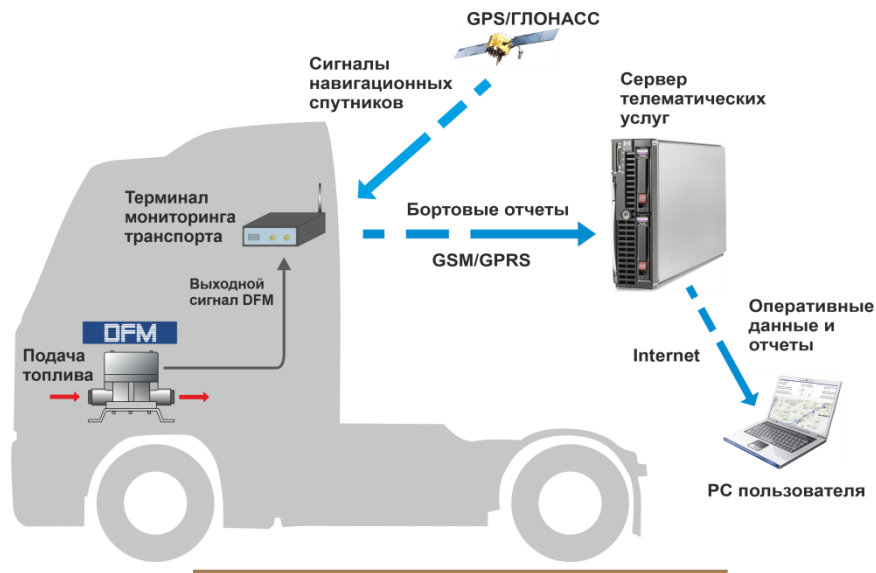 GPS/ГЛОНАСС
Сигналы
навигационных
спутников
Сервер
телематических
услуг
Терминал
мониторинга
транспорта
Бортовые отчеты
GSM/GPRS
Выходной
сигнал DFM
DFM
Подача
топлива
Оперативные
данные и
отчеты
Internet
PC пользователя